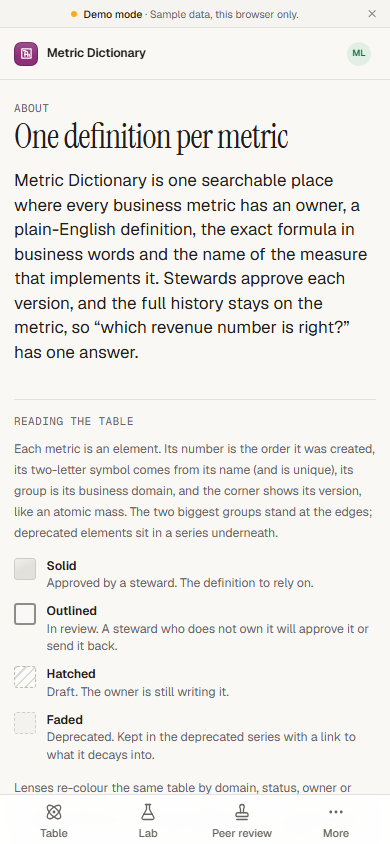 Demo mode · Sample data, this browser only.
Metric Dictionary
ML
ABOUT
One definition per metric
Metric Dictionary is one searchable place
where every business metric has an owner, a
plain-English definition, the exact formula in
business words and the name of the measure
that implements it. Stewards approve each
version, and the full history stays on the
metric, so “which revenue number is right?”
has one answer.
READING THE TABLE
Each metric is an element. Its number is the order it was created,
its two-letter symbol comes from its name (and is unique), its
group is its business domain, and the corner shows its version,
like an atomic mass. The two biggest groups stand at the edges;
deprecated elements sit in a series underneath.
Solid
Approved by a steward. The definition to rely on.
Outlined
In review. A steward who does not own it will approve it or
send it back.
Hatched
Draft. The owner is still writing it.
Faded
Deprecated. Kept in the deprecated series with a link to
what it decays into.
Lenses re-colour the same table by domain, status, owner or
Table
Lab
Peer review
More